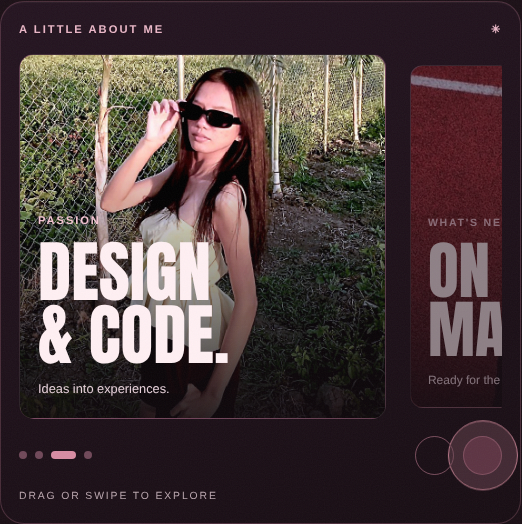 A LITTLE ABOUT ME
PASSION
DESIGN
& CODE.
Ideas into experiences.
WHAT'S NE
ON
MA
Ready for the
DRAG OR SWIPE TO EXPLORE